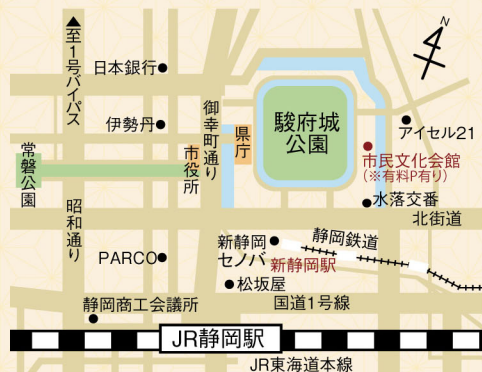 ▲至1号バイパス
日本銀行
御幸町通り
駿府城
公園
N
アイセル21
伊勢丹
県庁
市役所
市民文化会館
(※有料P有り)
常磐公園
水落交番
北街道
昭和通り
PARCO
新静岡
セノバ
静岡鉄道
新静岡駅
松坂屋
国道1号線
静岡商工会議所
JR静岡駅
JR東海道本線